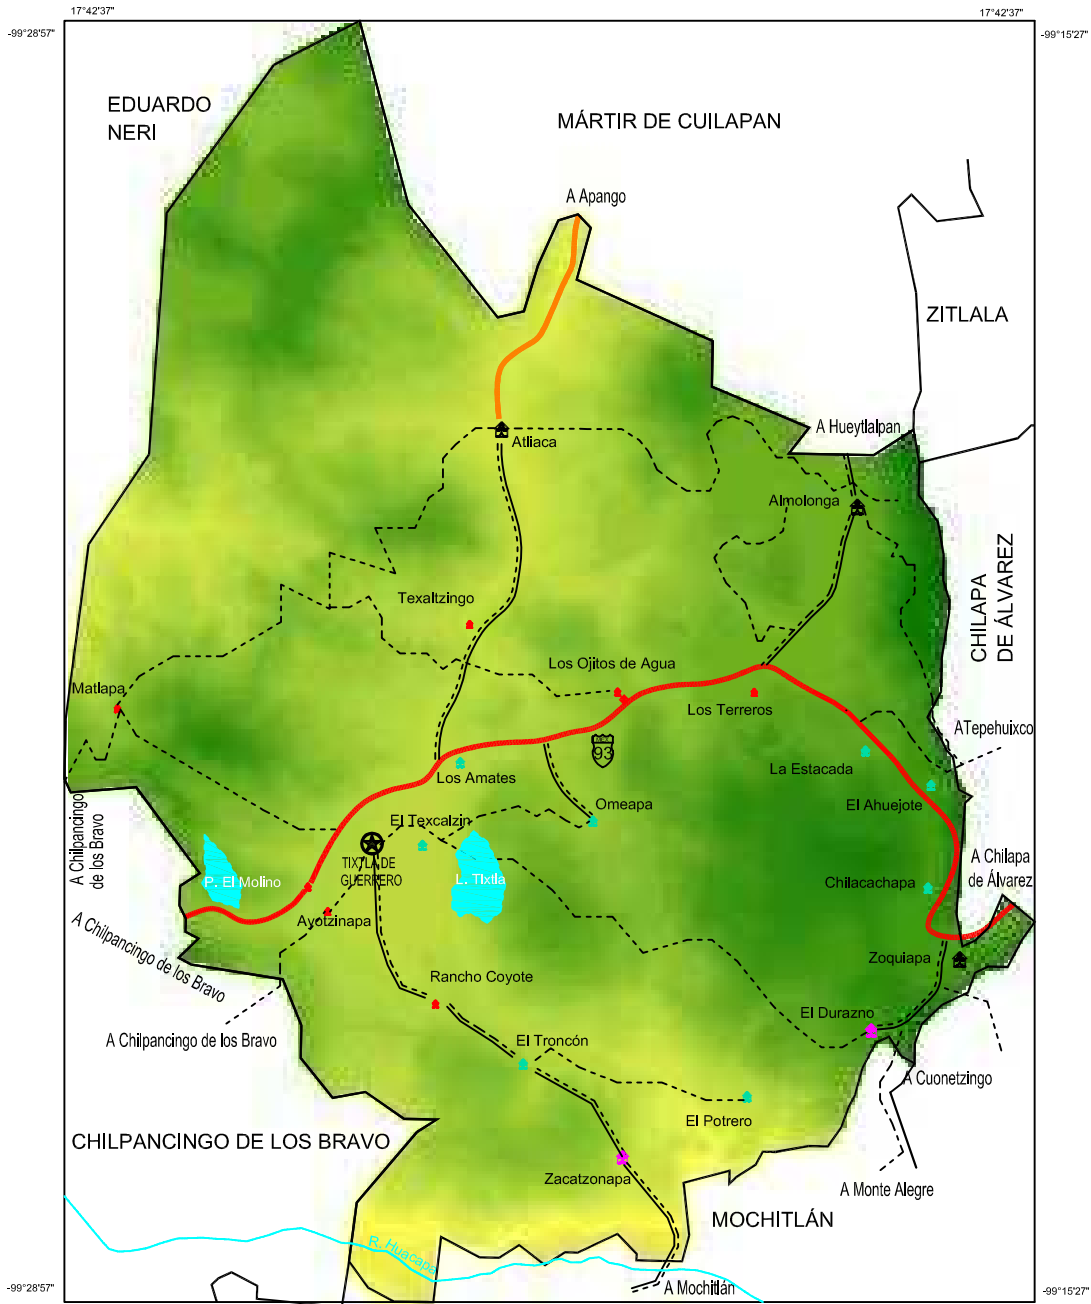 17°42'37"
17°42'37"
-99°28'57"
-99°15'27"
EDUARDO
NERI
MÁRTIR DE CUILAPAN
A Apango
ZITLALA
A Hueytlalpan
Atliaca
Almolonga
CHILAPA
DE ÁLVAREZ
Texaltzingo
Los Ojitos de Agua
Matlapa
Los Terreros
ATepehuixco
93
La Estacada
Los Amates
Omeapa
El Ahuejote
A Chilpancingo
de los Bravo
El Texcalzin
TIXTLA DE
GUERRERO
P. El Molino
L. Tixtla
A Chilapa
de Álvarez
Chilacachapa
Ayotzinapa
A Chilpancingo de los Bravo
Zoquiapa
Rancho Coyote
El Durazno
A Chilpancingo de los Bravo
El Troncón
A Cuonetzingo
El Potrero
CHILPANCINGO DE LOS BRAVO
Zacatzonapa
A Monte Alegre
MOCHITLÁN
R. Huacapa
A Mochitlán
-99°28'57"
-99°15'27"